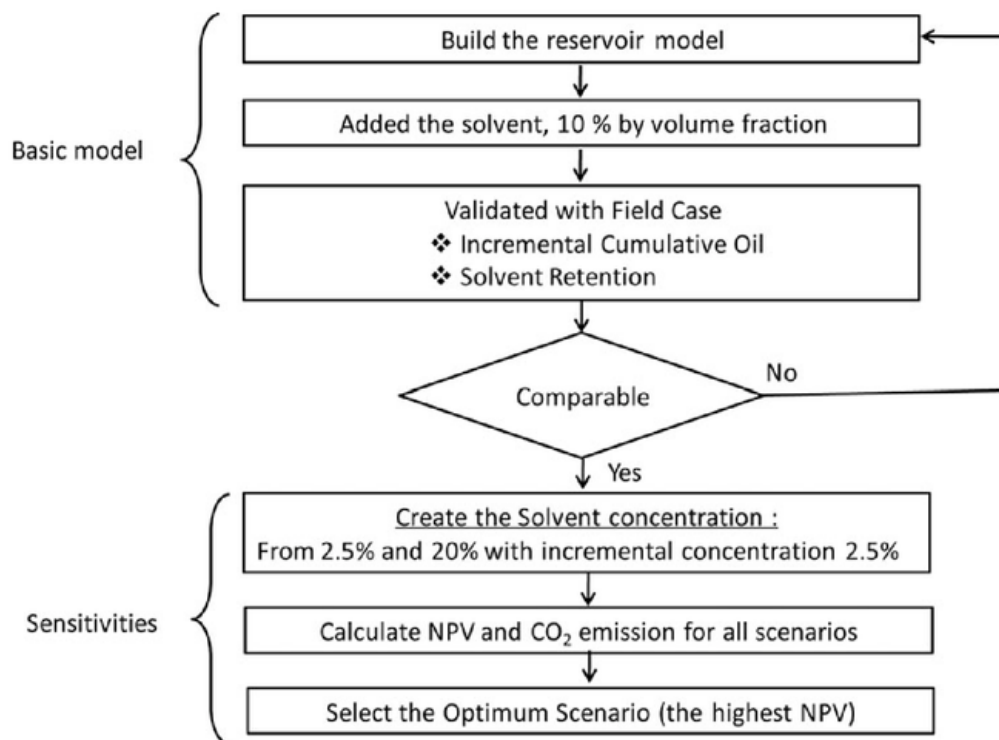 Build the reservoir model
Added the solvent, 10 % by volume fraction
Basic model
Validated with Field Case
❖ Incremental Cumulative Oil
❖ Solvent Retention
No
Comparable
Yes
Create the Solvent concentration :
From 2.5% and 20% with incremental concentration 2.5%
Sensitivities
Calculate NPV and CO₂ emission for all scenarios
Select the Optimum Scenario (the highest NPV)